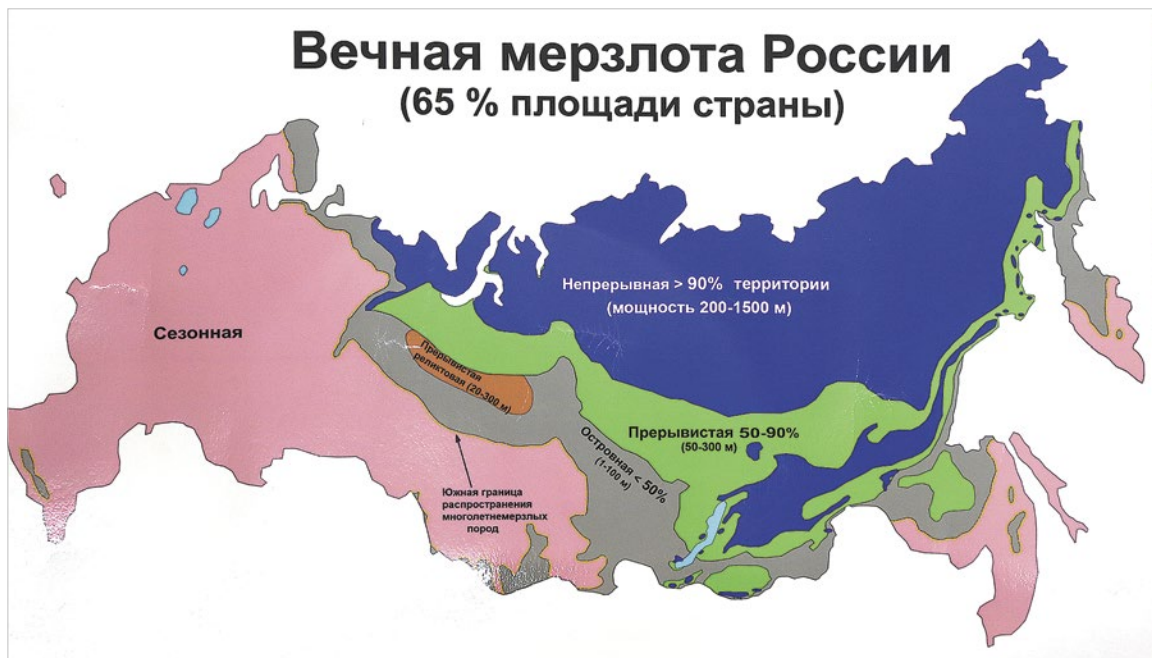 Вечная мерзлота России
(65 % площади страны)
Непрерывная > 90% территории
(мощность 200-1500 м)
Сезонная
Прерывистая
реликтовая (20-300 м)
Прерывистая 50-90%
(50-300 м)
Островная < 50%
(1-100 м)
Южная граница
распространения
многолетнемерзлых
пород